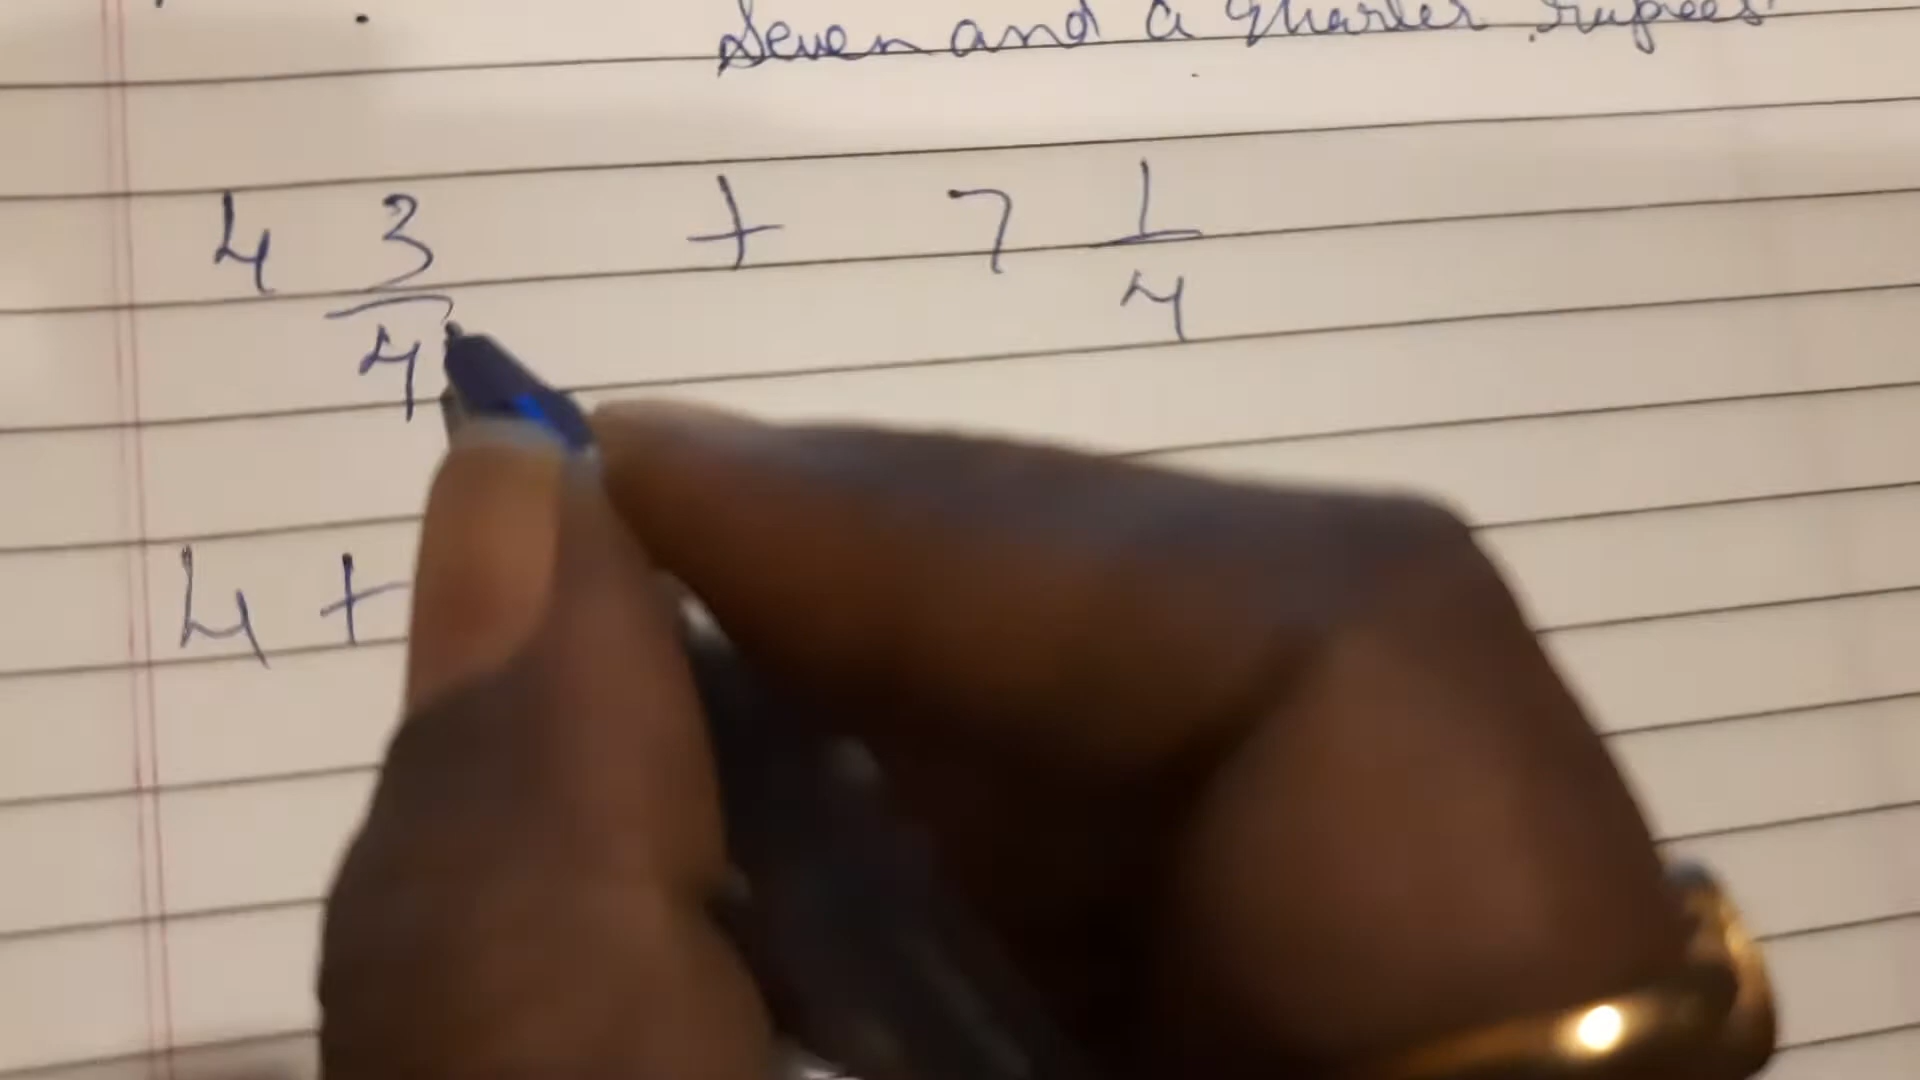 Seven and a quarter rupees
4 3/4 + 7 1/4
4 +